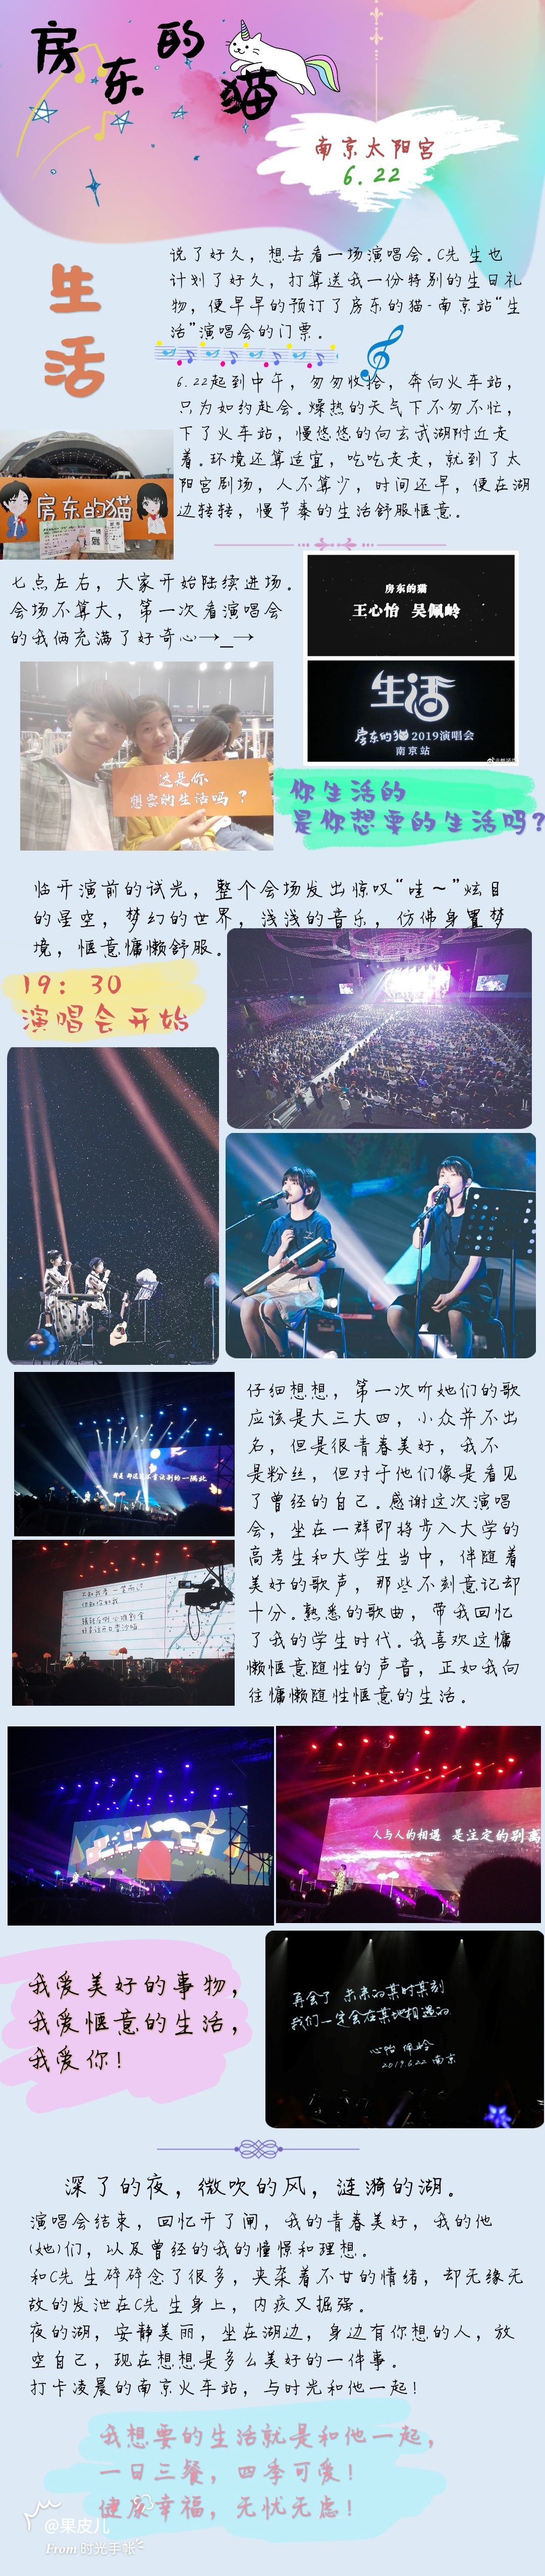 房东的猫
南京太阳宫
6.22
生活
说了好久，想去看一场演唱会.C先生也
计划了好久，打算送我一份特别的生日礼
物，便早早的预订了房东的猫-南京站“生
活”演唱会的门票.
6.22起到中午，匆匆收拾，奔向火车站，
只为如约赴会.燥热的天气下不匆不忙，
下了火车站，慢悠悠的向玄武湖附近走
着.环境还算适宜，吃吃走走，就到了太
阳宫剧场，人不算少，时间还早，便在湖
边转转，慢节奏的生活舒服惬意.
房东的猫
七点左右，大家开始陆续进场.
会场不算大，第一次看演唱会
的我俩充满了好奇心→_→
房东的猫
王心怡 吴佩岭
生活
房东的猫2019演唱会
南京站
这是你
想要的生活吗？
你生活的
是你想要的生活吗?
临开演前的试光，整个会场发出惊叹“哇～”炫目
的星空，梦幻的世界，浅浅的音乐，仿佛身置梦
境，惬意慵懒舒服.
19：30
演唱会开始
仔细想想，第一次听她们的歌
应该是大三大四，小众并不出
名，但是很青春美好，我不
是粉丝，但对于他们像是看见
了曾经的自己.感谢这次演唱
会，坐在一群即将步入大学的
高考生和大学生当中，伴随着
美好的歌声，那些不刻意记却
十分.熟悉的歌曲，带我回忆
了我的学生时代.我喜欢这慵
懒惬意随性的声音，正如我向
往慵懒随性惬意的生活.
人与人的相遇 是注定的别离
我爱美好的事物，
我爱惬意的生活，
我爱你！
再会了 未来的某时某刻
我们一定会在某地相遇的
心怡 佩岭
2019.6.22 南京
深了的夜，微吹的风，涟漪的湖.
演唱会结束，回忆开了闸，我的青春美好，我的他
(她)们，以及曾经的我的憧憬和理想.
和C先生碎碎念了很多，夹杂着不甘的情绪，却无缘无
故的发泄在C先生身上，内疚又掘强.
夜的湖，安静美丽，坐在湖边，身边有你想的人，放
空自己，现在想想是多么美好的一件事.
打卡凌晨的南京火车站，与时光和他一起！
我想要的生活就是和他一起，
一日三餐，四季可爱！
健康幸福，无忧无虑！
@果皮儿
From 时光手帐